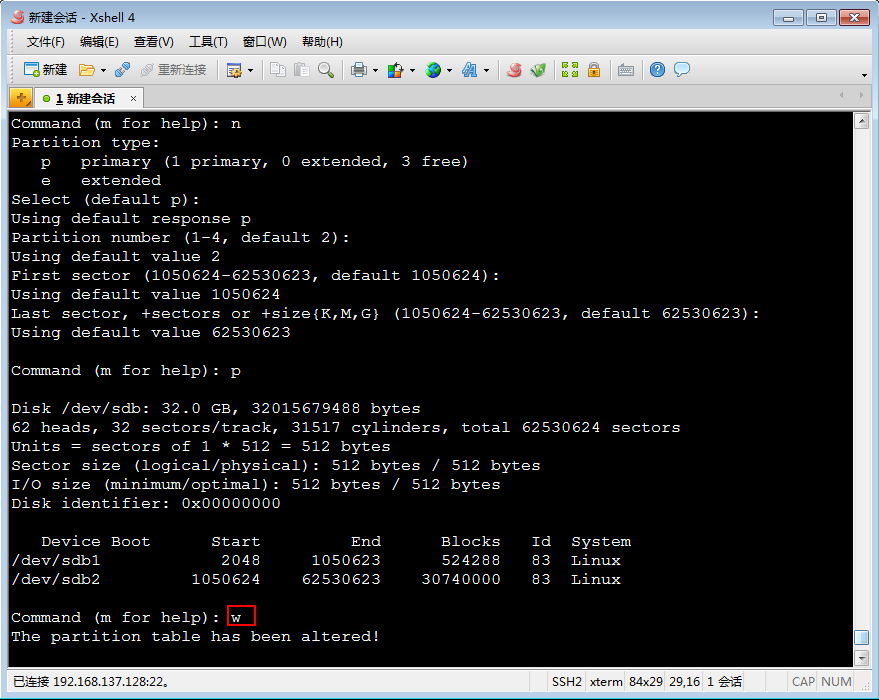 新建会话 - Xshell 4
文件(F) 编辑(E) 查看(V) 工具(T) 窗口(W) 帮助(H)
新建 重新连接
1 新建会话 ×
Command (m for help): n
Partition type:
   p   primary (1 primary, 0 extended, 3 free)
   e   extended
Select (default p):
Using default response p
Partition number (1-4, default 2):
Using default value 2
First sector (1050624-62530623, default 1050624):
Using default value 1050624
Last sector, +sectors or +size{K,M,G} (1050624-62530623, default 62530623):
Using default value 62530623
Command (m for help): p
Disk /dev/sdb: 32.0 GB, 32015679488 bytes
62 heads, 32 sectors/track, 31517 cylinders, total 62530624 sectors
Units = sectors of 1 * 512 = 512 bytes
Sector size (logical/physical): 512 bytes / 512 bytes
I/O size (minimum/optimal): 512 bytes / 512 bytes
Disk identifier: 0x00000000
   Device Boot      Start         End      Blocks   Id  System
/dev/sdb1            2048     1050623      524288   83  Linux
/dev/sdb2         1050624    62530623    30740000   83  Linux
Command (m for help): w
The partition table has been altered!
已连接 192.168.137.128:22。 SSH2 xterm 84x29 29,16 1 会话 CAP NUM